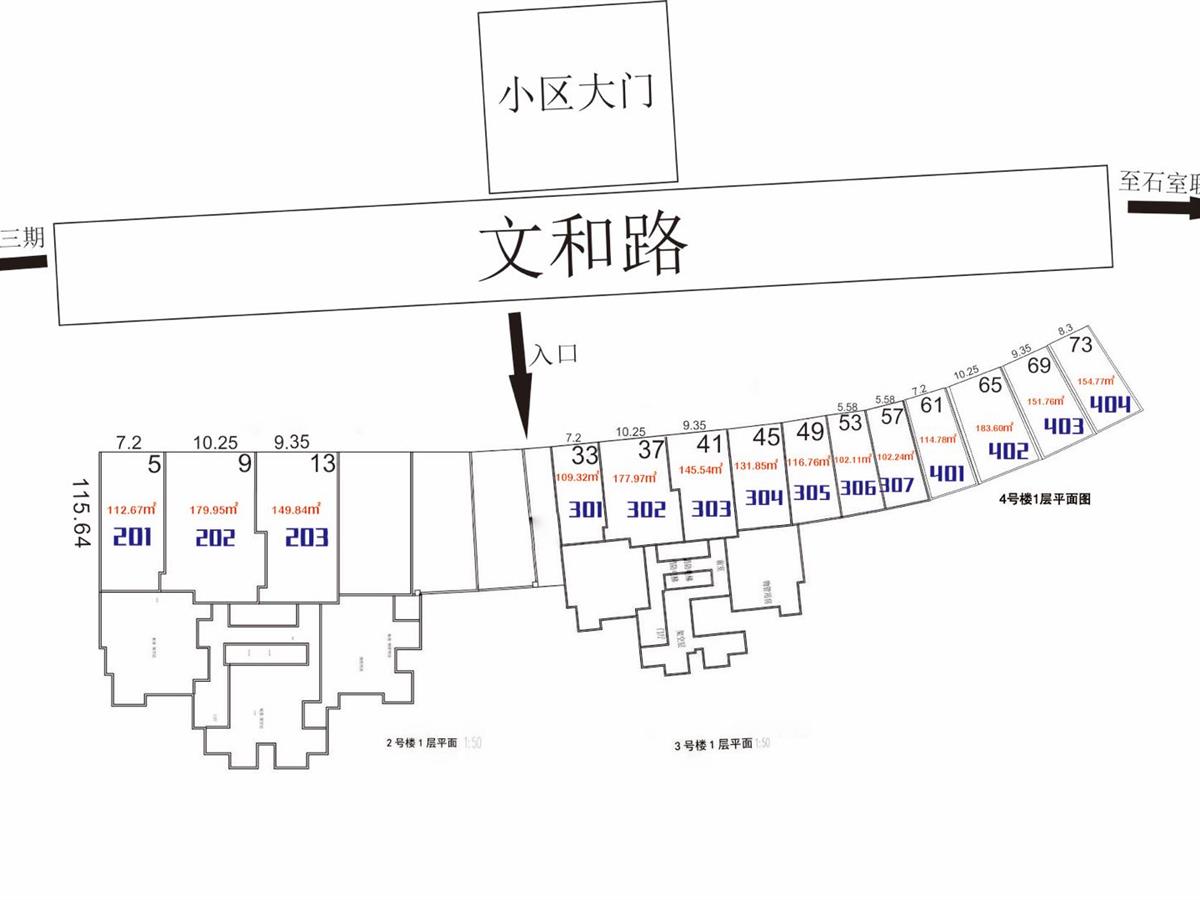 小区大门
至石室联
三期
文和路
入口
7.2 10.25 9.35
5 9 13
112.67㎡ 179.95㎡ 149.84㎡
201 202 203
115.64
7.2 10.25 9.35
33 37 41 45 49 53 57 61 65 69 73
5.58 5.58 7.2 10.25 9.35 8.3
109.32㎡ 177.97㎡ 145.54㎡ 131.85㎡ 116.76㎡ 102.11㎡ 102.24㎡ 114.78㎡ 183.60㎡ 151.76㎡ 154.77㎡
301 302 303 304 305 306 307 401 402 403 404
4号楼1层平面图
门厅
架空层
2号楼1层平面 1:50
3号楼1层平面 1:50